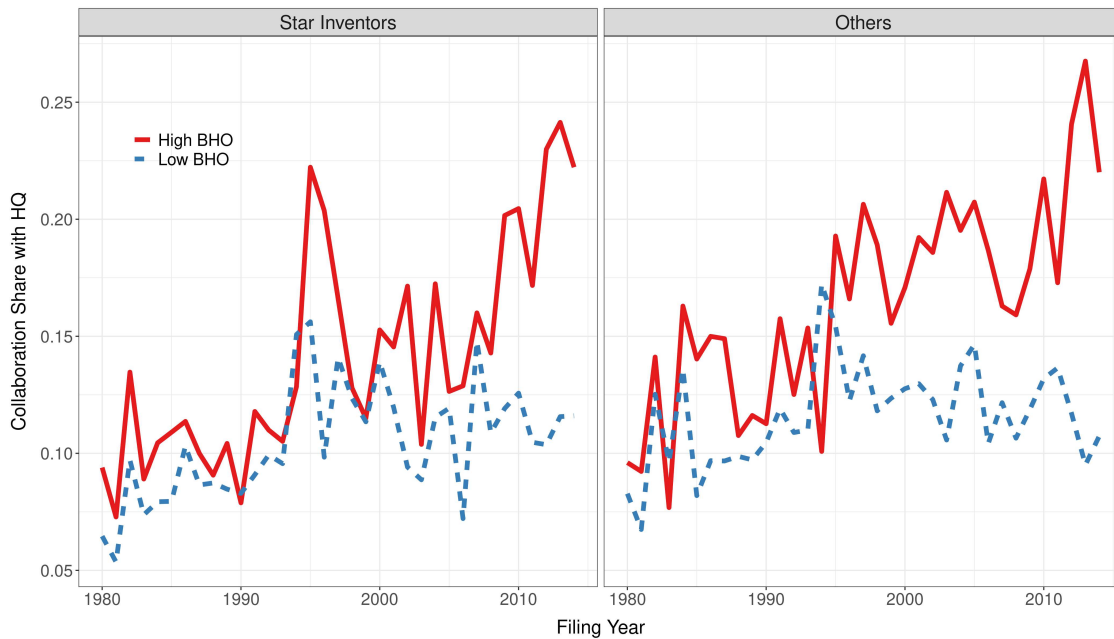 Star Inventors
Others
Collaboration Share with HQ
0.25
0.20
0.15
0.10
0.05
High BHO
Low BHO
1980
1990
2000
2010
1980
1990
2000
2010
Filing Year